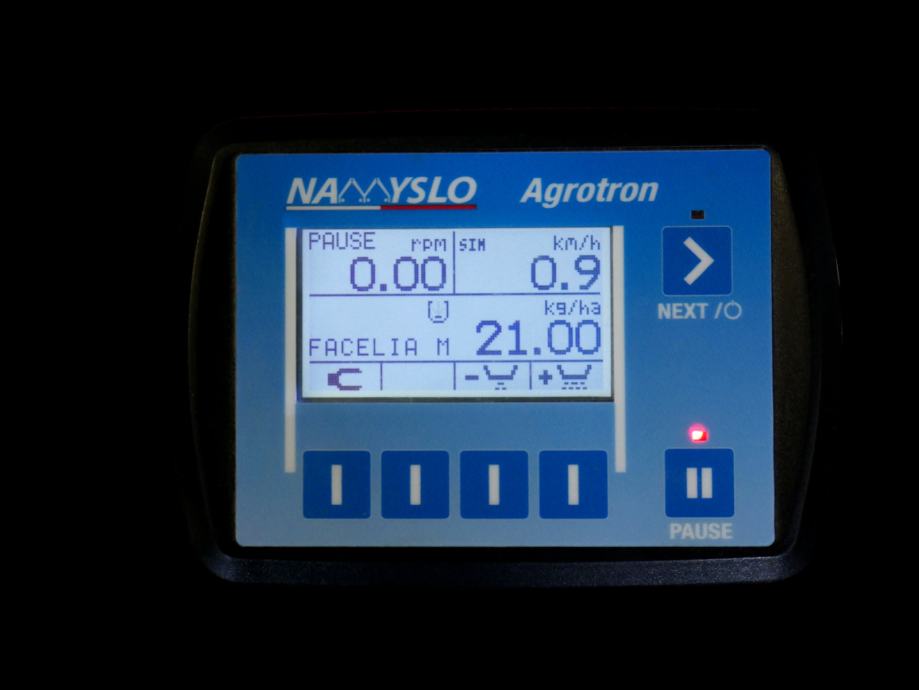 NAMYSLO Agrotron
PAUSE rpm SIM km/h
0.00 0.9
kg/ha
FACELIA M 21.00
- +
NEXT /
PAUSE